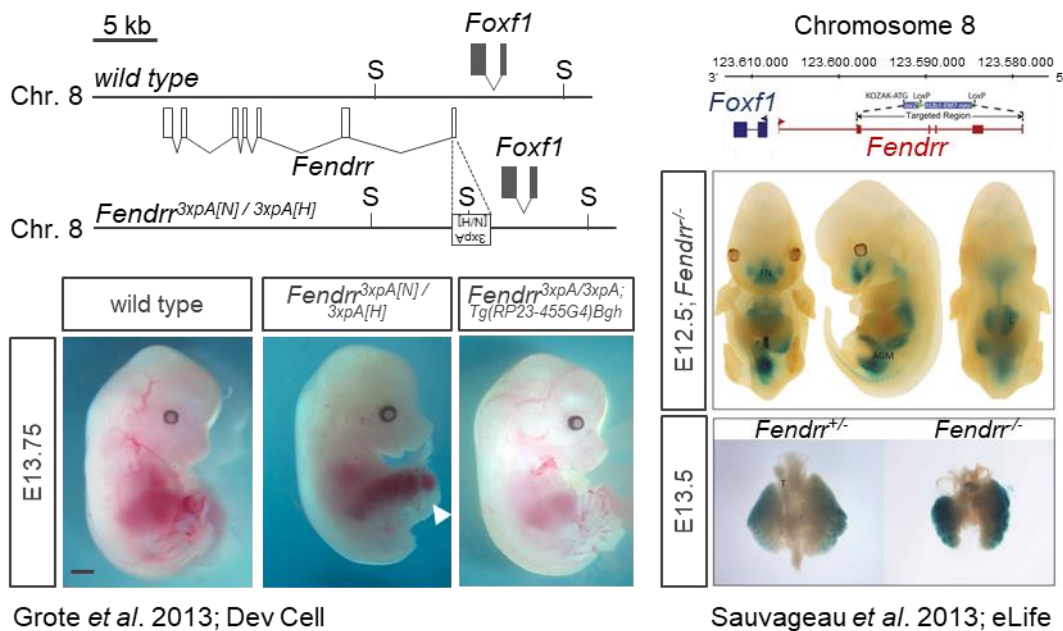 5 kb
Foxf1
wild type
S
S
Chr. 8
Fendrr
Foxf1
S
S
S
Chr. 8
Fendrr3xpA[N] / 3xpA[H]
3xpA
[N/H]
wild type
Fendrr3xpA[N] / 3xpA[H]
Fendrr3xpA/3xpA; Tg(RP23-455G4)Bgh
E13.75
Grote et al. 2013; Dev Cell
Chromosome 8
123.610.000 123.600.000 123.590.000 123.580.000
3' 5'
KOZAK-ATG LoxP LoxP
Foxf1
Targeted Region
Fendrr
E12.5; Fendrr-/-
FN
L
AGM
Fendrr+/- Fendrr-/-
E13.5
T
Sauvageau et al. 2013; eLife